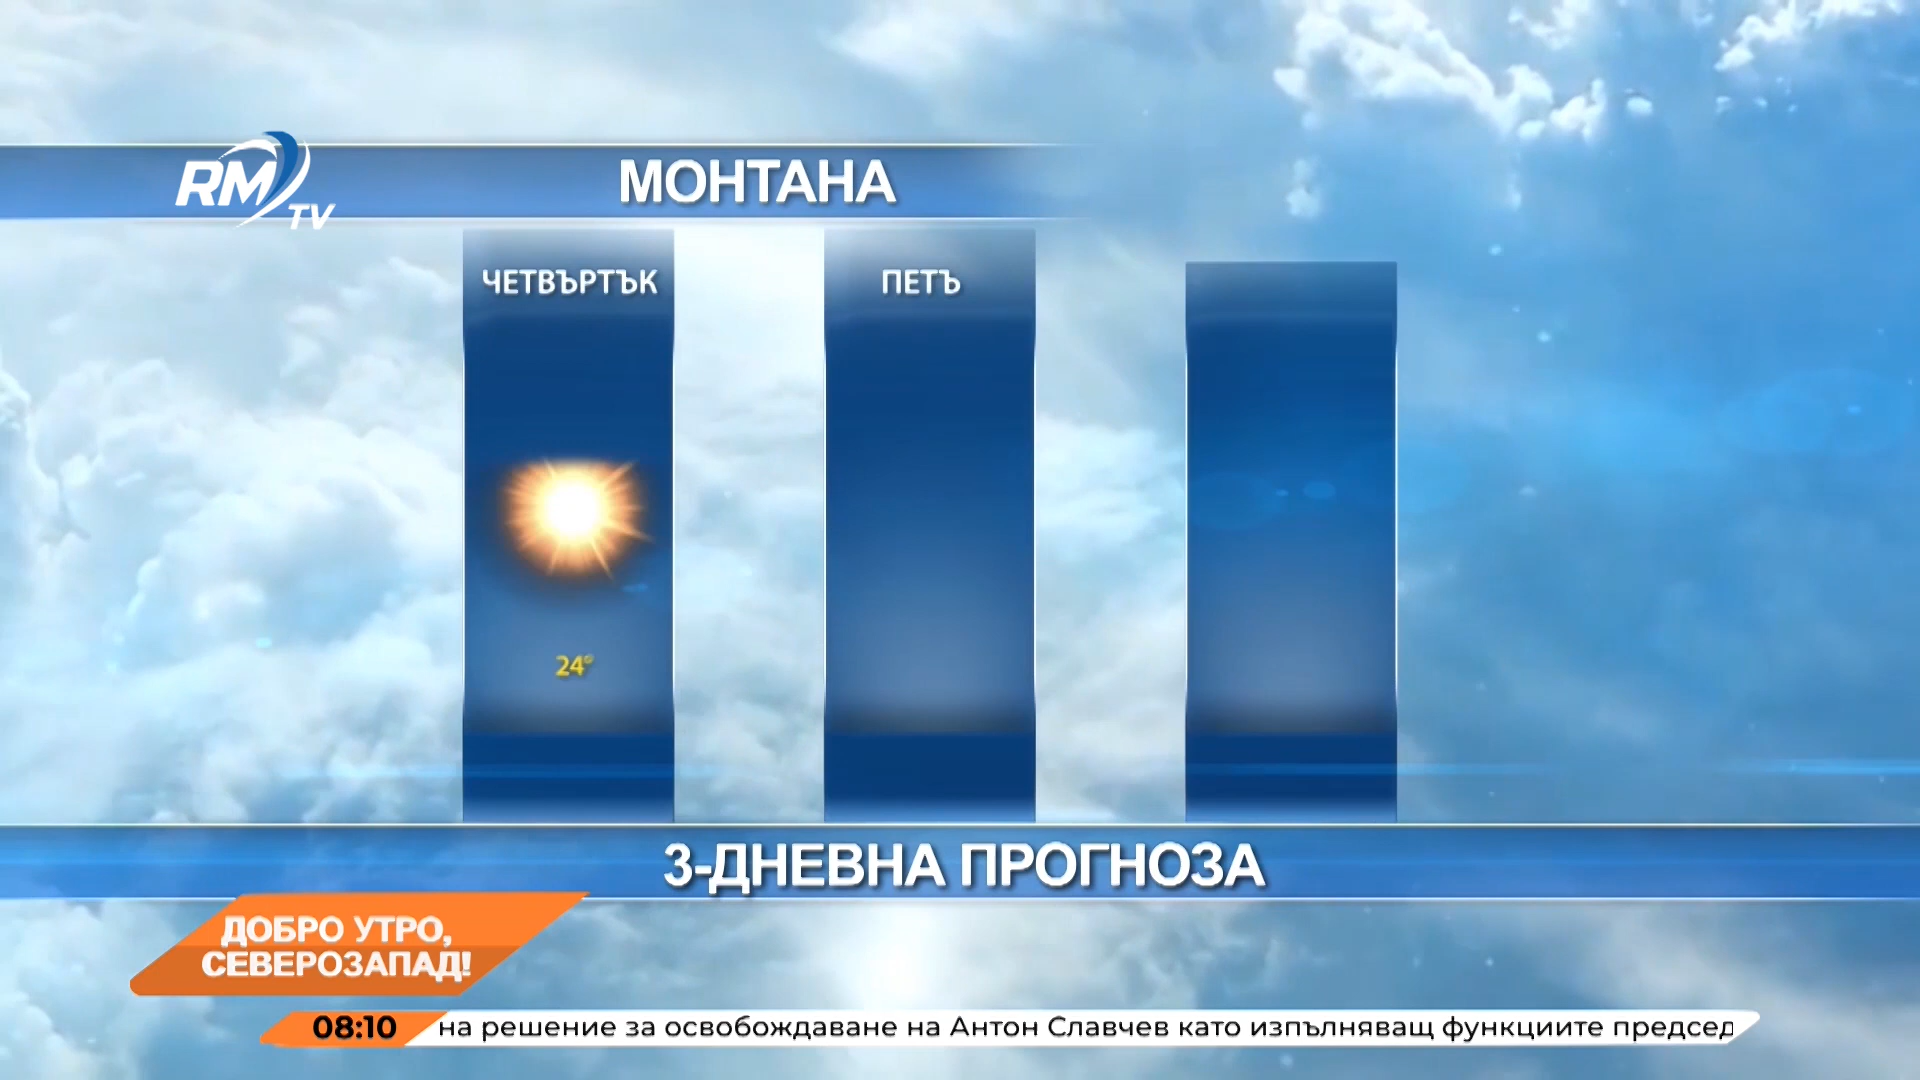 RM
TV
МОНТАНА
ЧЕТВЪРТЪК
ПЕТЪ
24°
3-ДНЕВНА ПРОГНОЗА
ДОБРО УТРО,
СЕВЕРОЗАПАД!
08:10
на решение за освобождаване на Антон Славчев като изпълняващ функциите председ